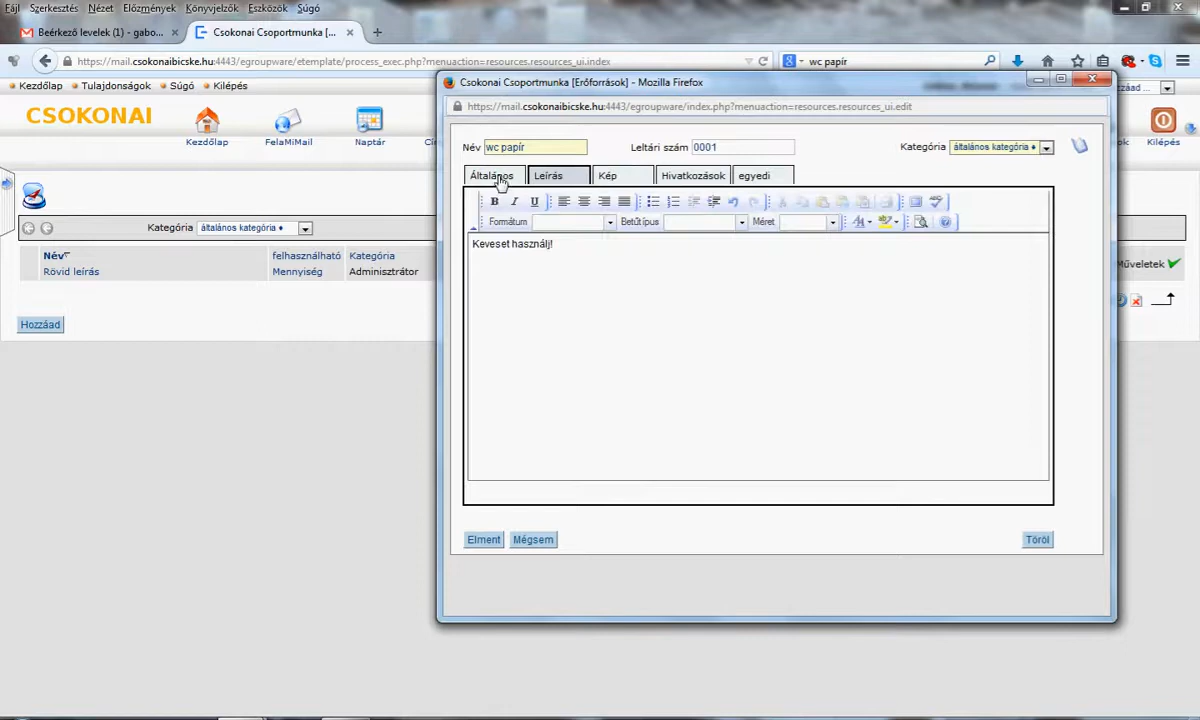 Fájl Szerkesztés Nézet Előzmények Könyvjelzők Eszközök Súgó
Beérkező levelek (1) - gabo... × Csokonai Csoportmunka [... × +
https://mail.csokonaibicske.hu:4443/egroupware/etemplate/process_exec.php?menuaction=resources.resources_ui.index
wc papír
Kezdőlap Tulajdonságok Súgó Kilépés
CSOKONAI
Kezdőlap FelaMiMail Naptár Kilépés
Kategória általános kategória
Név felhasználható Kategória
Rövid leírás Mennyiség Adminisztrátor
Műveletek
Hozzáad
Csokonai Csoportmunka [Erőforrások] - Mozilla Firefox
https://mail.csokonaibicske.hu:4443/egroupware/index.php?menuaction=resources.resources_ui.edit
Név wc papír Leltári szám 0001 Kategória általános kategória
Általános Leírás Kép Hivatkozások egyedi
B I U
Formátum Betűtípus Méret
Keveset használj!
Elment Mégsem Töröl